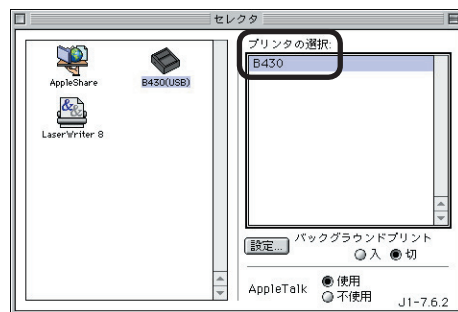 セレクタ
AppleShare
B430(USB)
LaserWriter 8
プリンタの選択:
B430
設定...
バックグラウンドプリント
入 切
AppleTalk
使用
不使用
J1-7.6.2